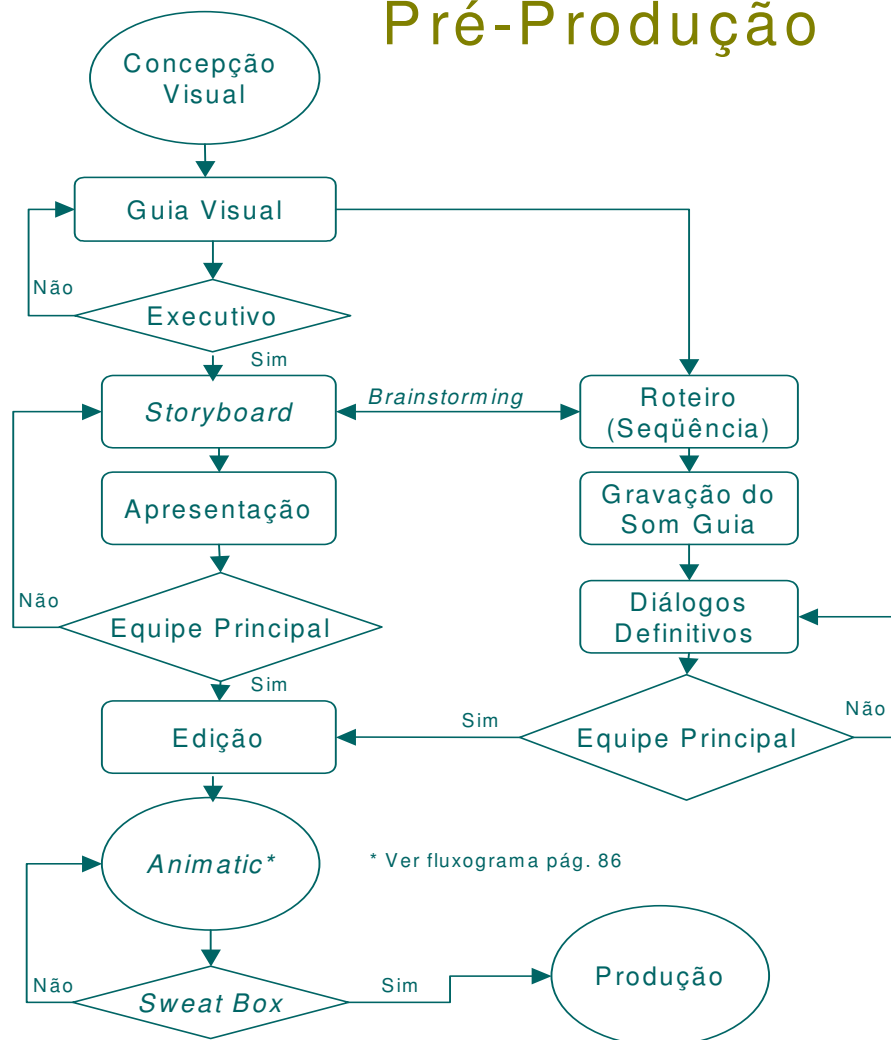 Pré-Produção
Concepção
Visual
Guia Visual
Não
Executivo
Sim
Storyboard
Brainstorming
Roteiro
(Seqüência)
Apresentação
Gravação do
Som Guia
Não
Equipe Principal
Diálogos
Definitivos
Sim
Edição
Sim
Equipe Principal
Não
Animatic*
* Ver fluxograma pág. 86
Não
Sweat Box
Sim
Produção